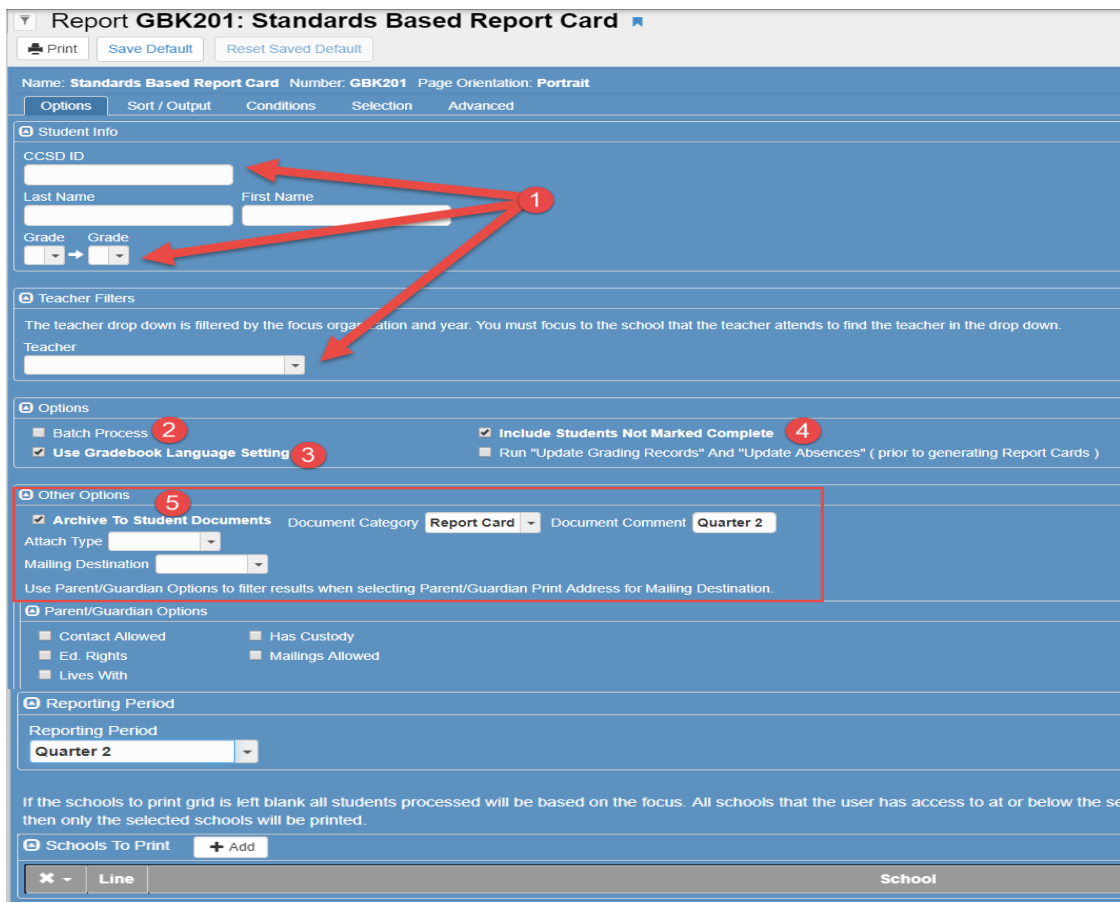 Report GBK201: Standards Based Report Card
Print Save Default Reset Saved Default
Name: Standards Based Report Card Number: GBK201 Page Orientation: Portrait
Options Sort / Output Conditions Selection Advanced
Student Info
CCSD ID
Last Name First Name
1
Grade Grade
Teacher Filters
The teacher drop down is filtered by the focus organization and year. You must focus to the school that the teacher attends to find the teacher in the drop down.
Teacher
Options
Batch Process 2 Include Students Not Marked Complete 4
Use Gradebook Language Setting 3 Run "Update Grading Records" And "Update Absences" ( prior to generating Report Cards )
Other Options 5
Archive To Student Documents Document Category Report Card Document Comment Quarter 2
Attach Type
Mailing Destination
Use Parent/Guardian Options to filter results when selecting Parent/Guardian Print Address for Mailing Destination.
Parent/Guardian Options
Contact Allowed Has Custody
Ed. Rights Mailings Allowed
Lives With
Reporting Period
Reporting Period
Quarter 2
If the schools to print grid is left blank all students processed will be based on the focus. All schools that the user has access to at or below the se
then only the selected schools will be printed.
Schools To Print Add
Line School